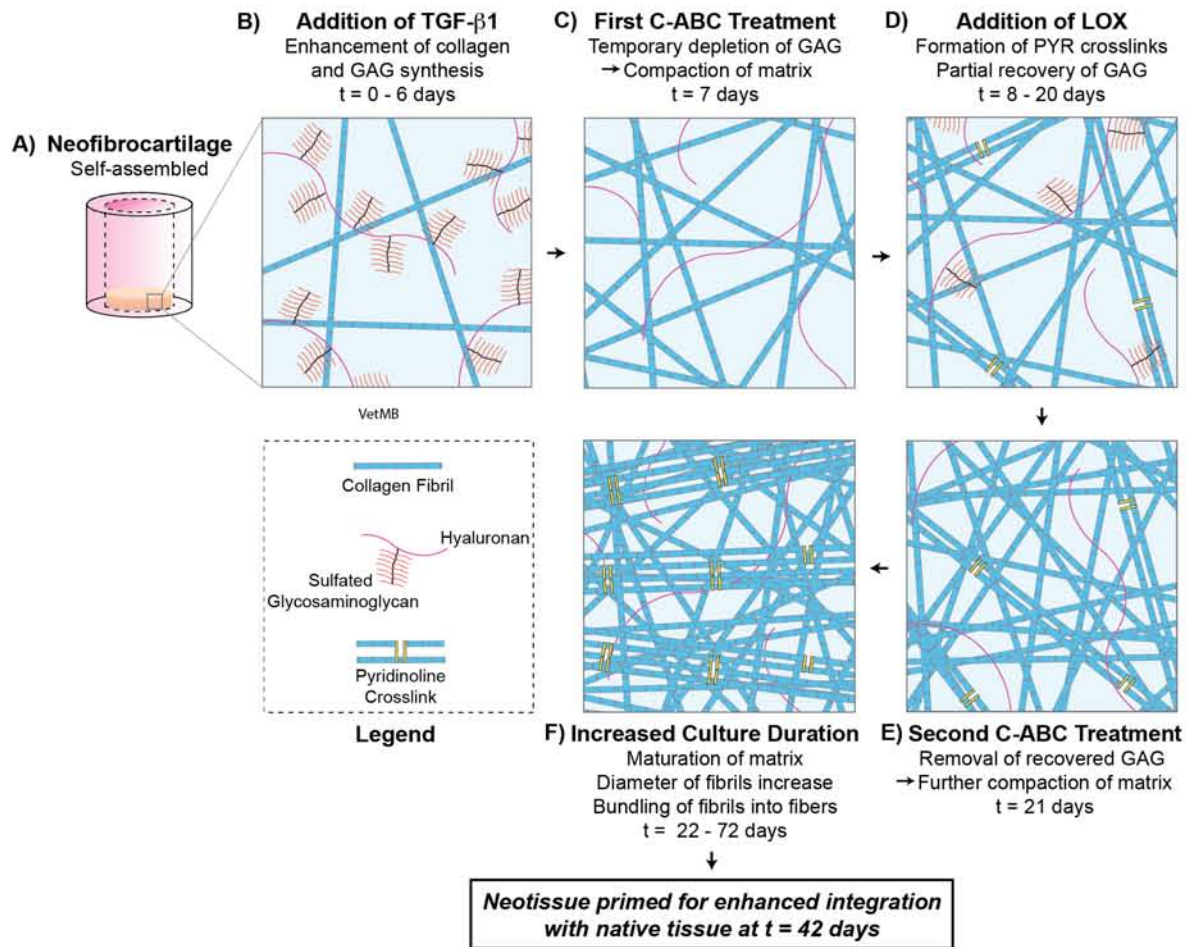 A) Neofibrocartilage
Self-assembled
B) Addition of TGF-β1
Enhancement of collagen
and GAG synthesis
t = 0 - 6 days
C) First C-ABC Treatment
Temporary depletion of GAG
→ Compaction of matrix
t = 7 days
D) Addition of LOX
Formation of PYR crosslinks
Partial recovery of GAG
t = 8 - 20 days
VetMB
Collagen Fibril
Hyaluronan
Sulfated
Glycosaminoglycan
Pyridinoline
Crosslink
Legend
E) Second C-ABC Treatment
Removal of recovered GAG
→ Further compaction of matrix
t = 21 days
F) Increased Culture Duration
Maturation of matrix
Diameter of fibrils increase
Bundling of fibrils into fibers
t = 22 - 72 days
Neotissue primed for enhanced integration
with native tissue at t = 42 days